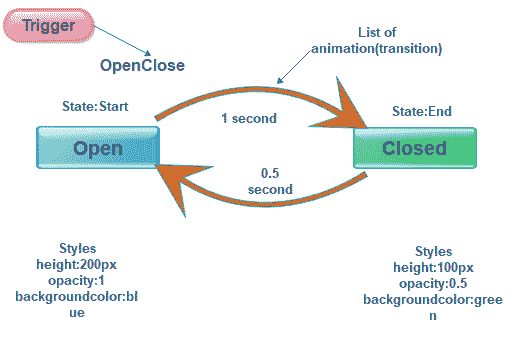 Trigger
OpenClose
List of
animation(transition)
State:Start
1 second
State:End
Open
Closed
0.5
second
Styles
height:200px
opacity:1
backgroundcolor:bl
ue
Styles
height:100px
opacity:0.5
backgroundcolor:gree
n